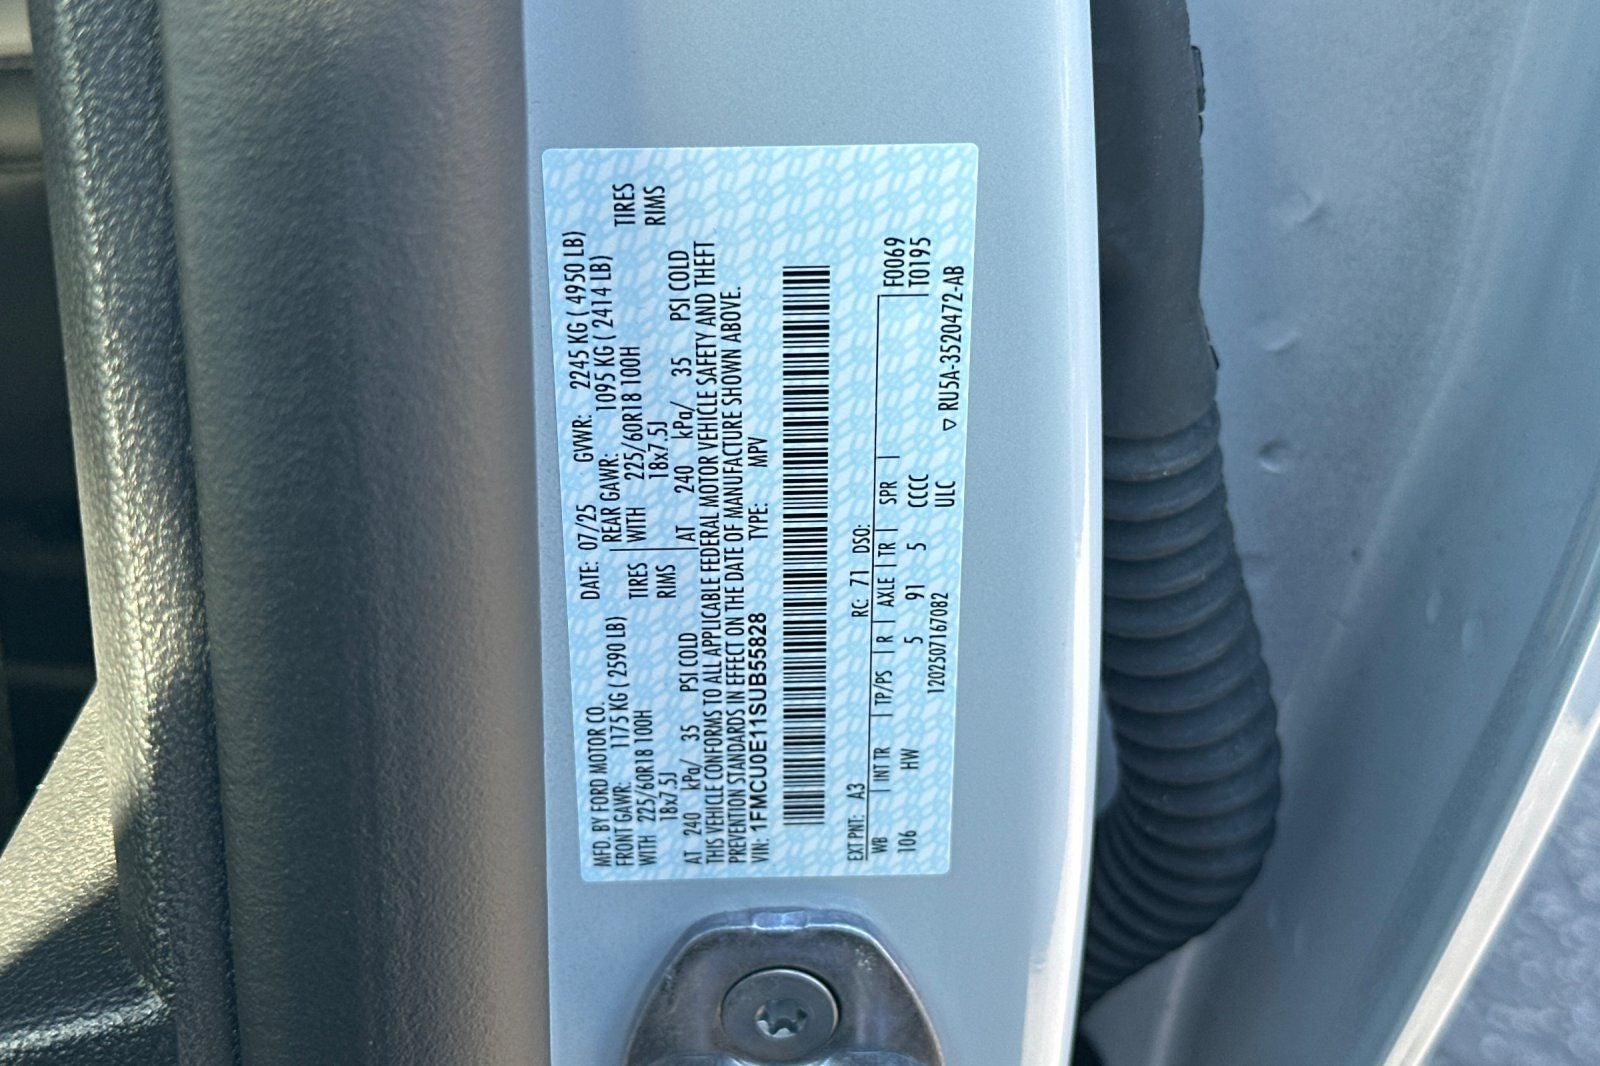 MFD. BY FORD MOTOR CO. DATE: 07/25 GVWR: 2245 KG ( 4950 LB)
FRONT GAWR: 1175 KG ( 2590 LB) REAR GAWR: 1095 KG ( 2414 LB)
WITH 225/60R18 100H TIRES WITH 225/60R18 100H TIRES
18x7.5J RIMS 18x7.5J RIMS
AT 240 kPa/ 35 PSI COLD AT 240 kPa/ 35 PSI COLD
THIS VEHICLE CONFORMS TO ALL APPLICABLE FEDERAL MOTOR VEHICLE SAFETY AND THEFT
PREVENTION STANDARDS IN EFFECT ON THE DATE OF MANUFACTURE SHOWN ABOVE.
VIN: 1FMCU0E11SUB55828 TYPE: MPV
EXT PNT: A3 RC: 71 DSO: F0069
WB INT TR TP/PS R AXLE TR SPR T0195
106 HW 5 91 5 CCCC
1202507167082 ULC ▽ RU5A-3520472-AB